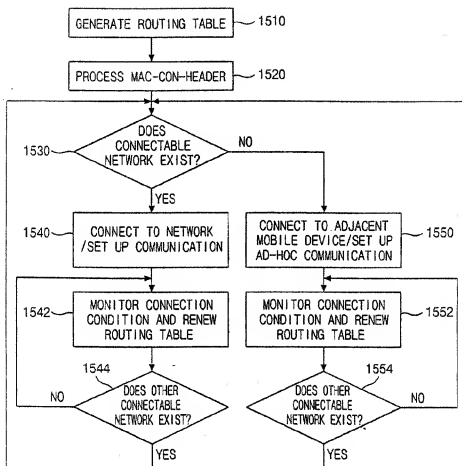 GENERATE ROUTING TABLE
1510
PROCESS MAC-CON-HEADER
1520
DOES
CONNECTABLE
NETWORK EXIST?
1530
NO
YES
1540
CONNECT TO NETWORK
/SET UP COMMUNICATION
CONNECT TO ADJACENT
MOBILE DEVICE/SET UP
AD-HOC COMMUNICATION
1550
1542
MONITOR CONNECTION
CONDITION AND RENEW
ROUTING TABLE
MONITOR CONNECTION
CONDITION AND RENEW
ROUTING TABLE
1552
1544
NO
DOES OTHER
CONNECTABLE
NETWORK EXIST?
YES
1554
DOES OTHER
CONNECTABLE
NETWORK EXIST?
NO
YES